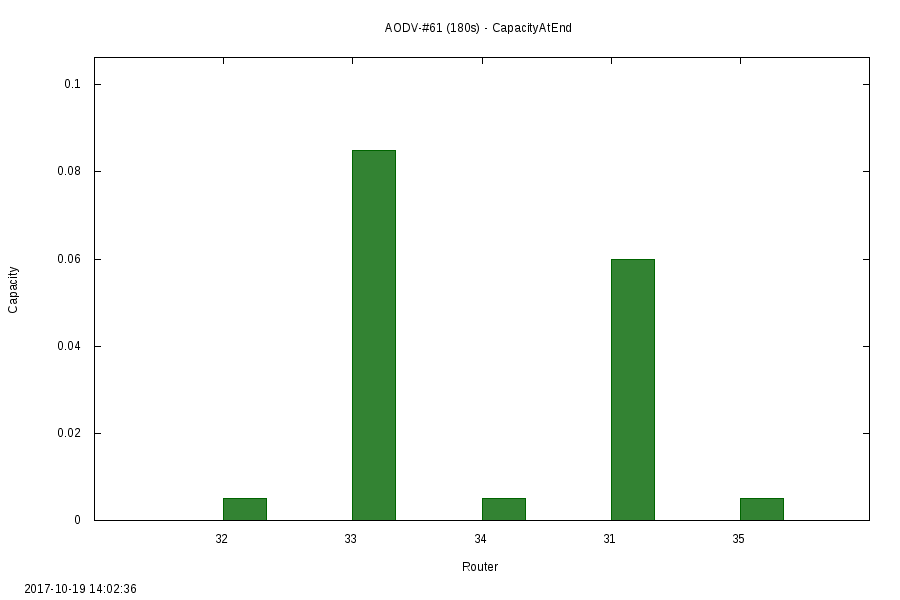 AODV-#61 (180s) - CapacityAtEnd
0.1
0.08
0.06
0.04
0.02
0
Capacity
32 33 34 31 35
Router
2017-10-19 14:02:36